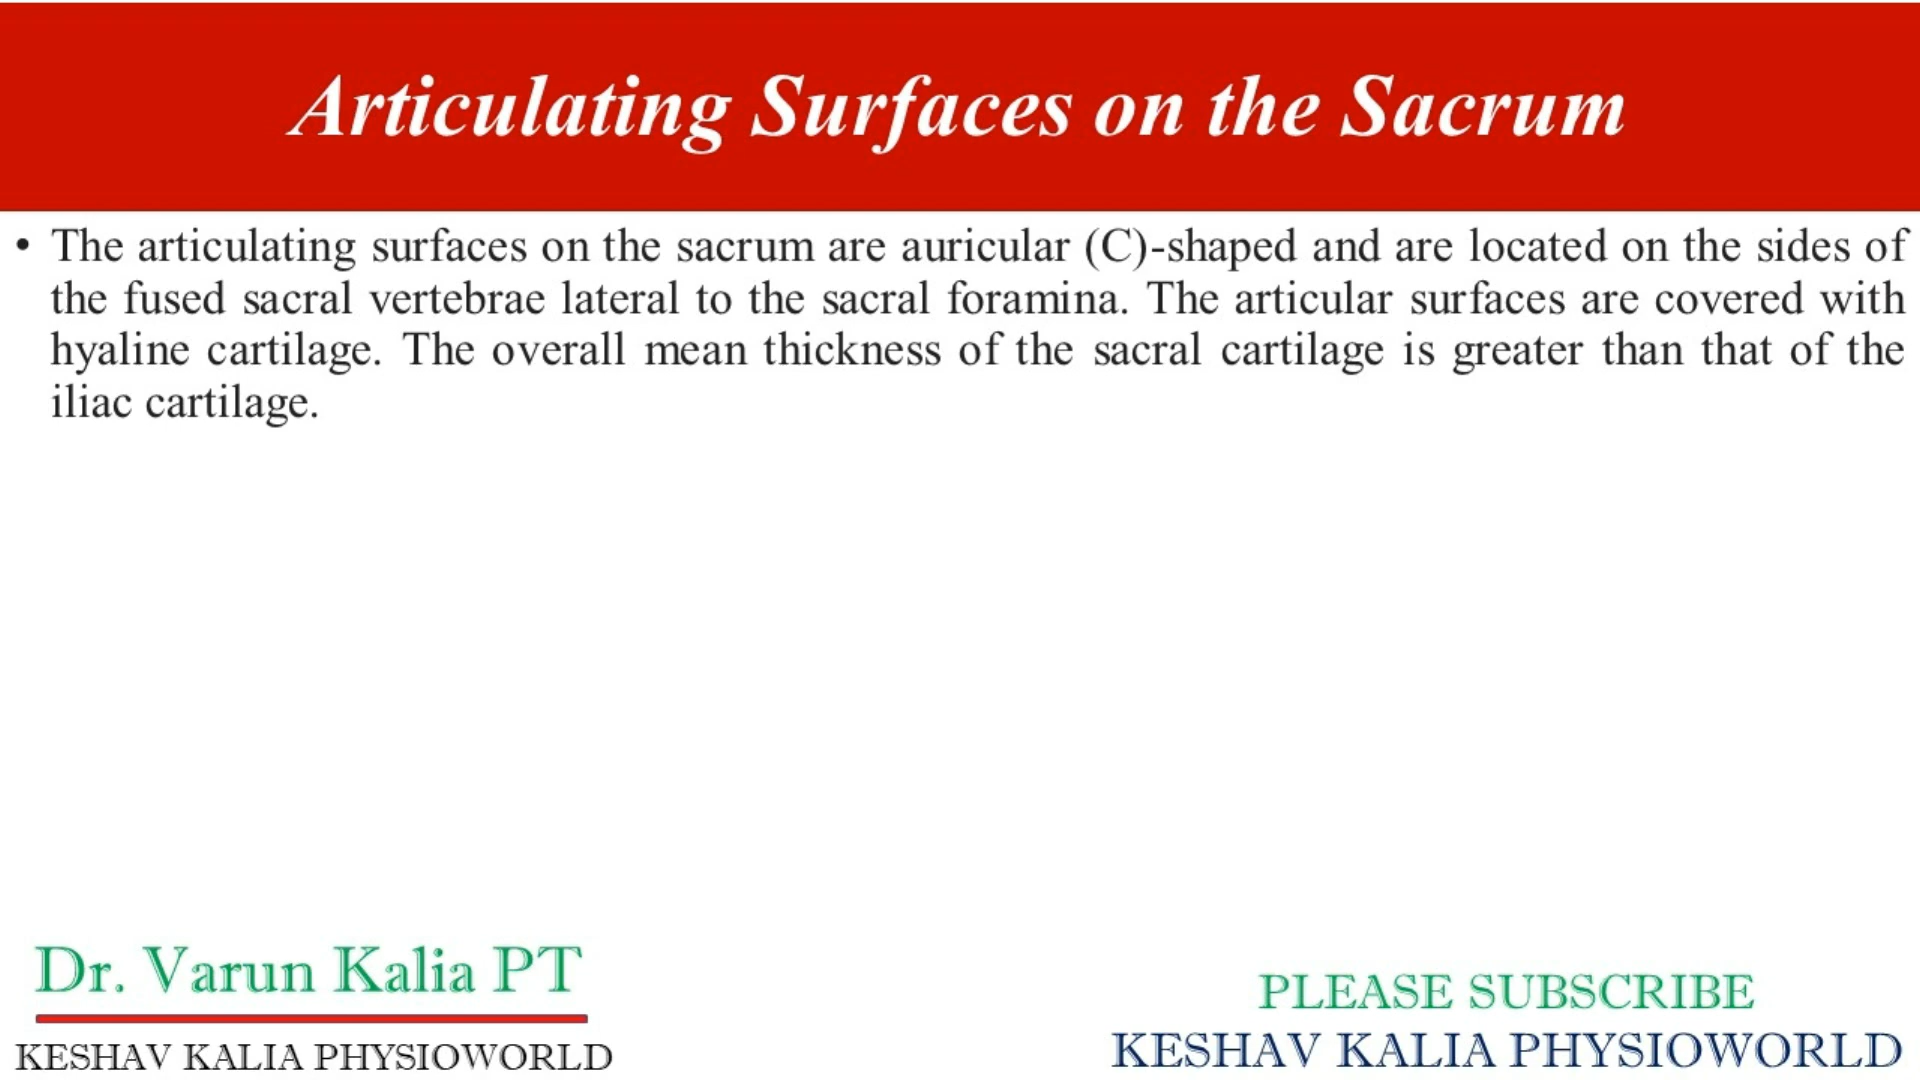 Articulating Surfaces on the Sacrum
• The articulating surfaces on the sacrum are auricular (C)-shaped and are located on the sides of
the fused sacral vertebrae lateral to the sacral foramina. The articular surfaces are covered with
hyaline cartilage. The overall mean thickness of the sacral cartilage is greater than that of the
iliac cartilage.
Dr. Varun Kalia PT
KESHAV KALIA PHYSIOWORLD
PLEASE SUBSCRIBE
KESHAV KALIA PHYSIOWORLD